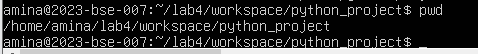 amina@2023-bse-007:~/lab4/workspace/python_project$ pwd
/home/amina/lab4/workspace/python_project
amina@2023-bse-007:~/lab4/workspace/python_project$ _